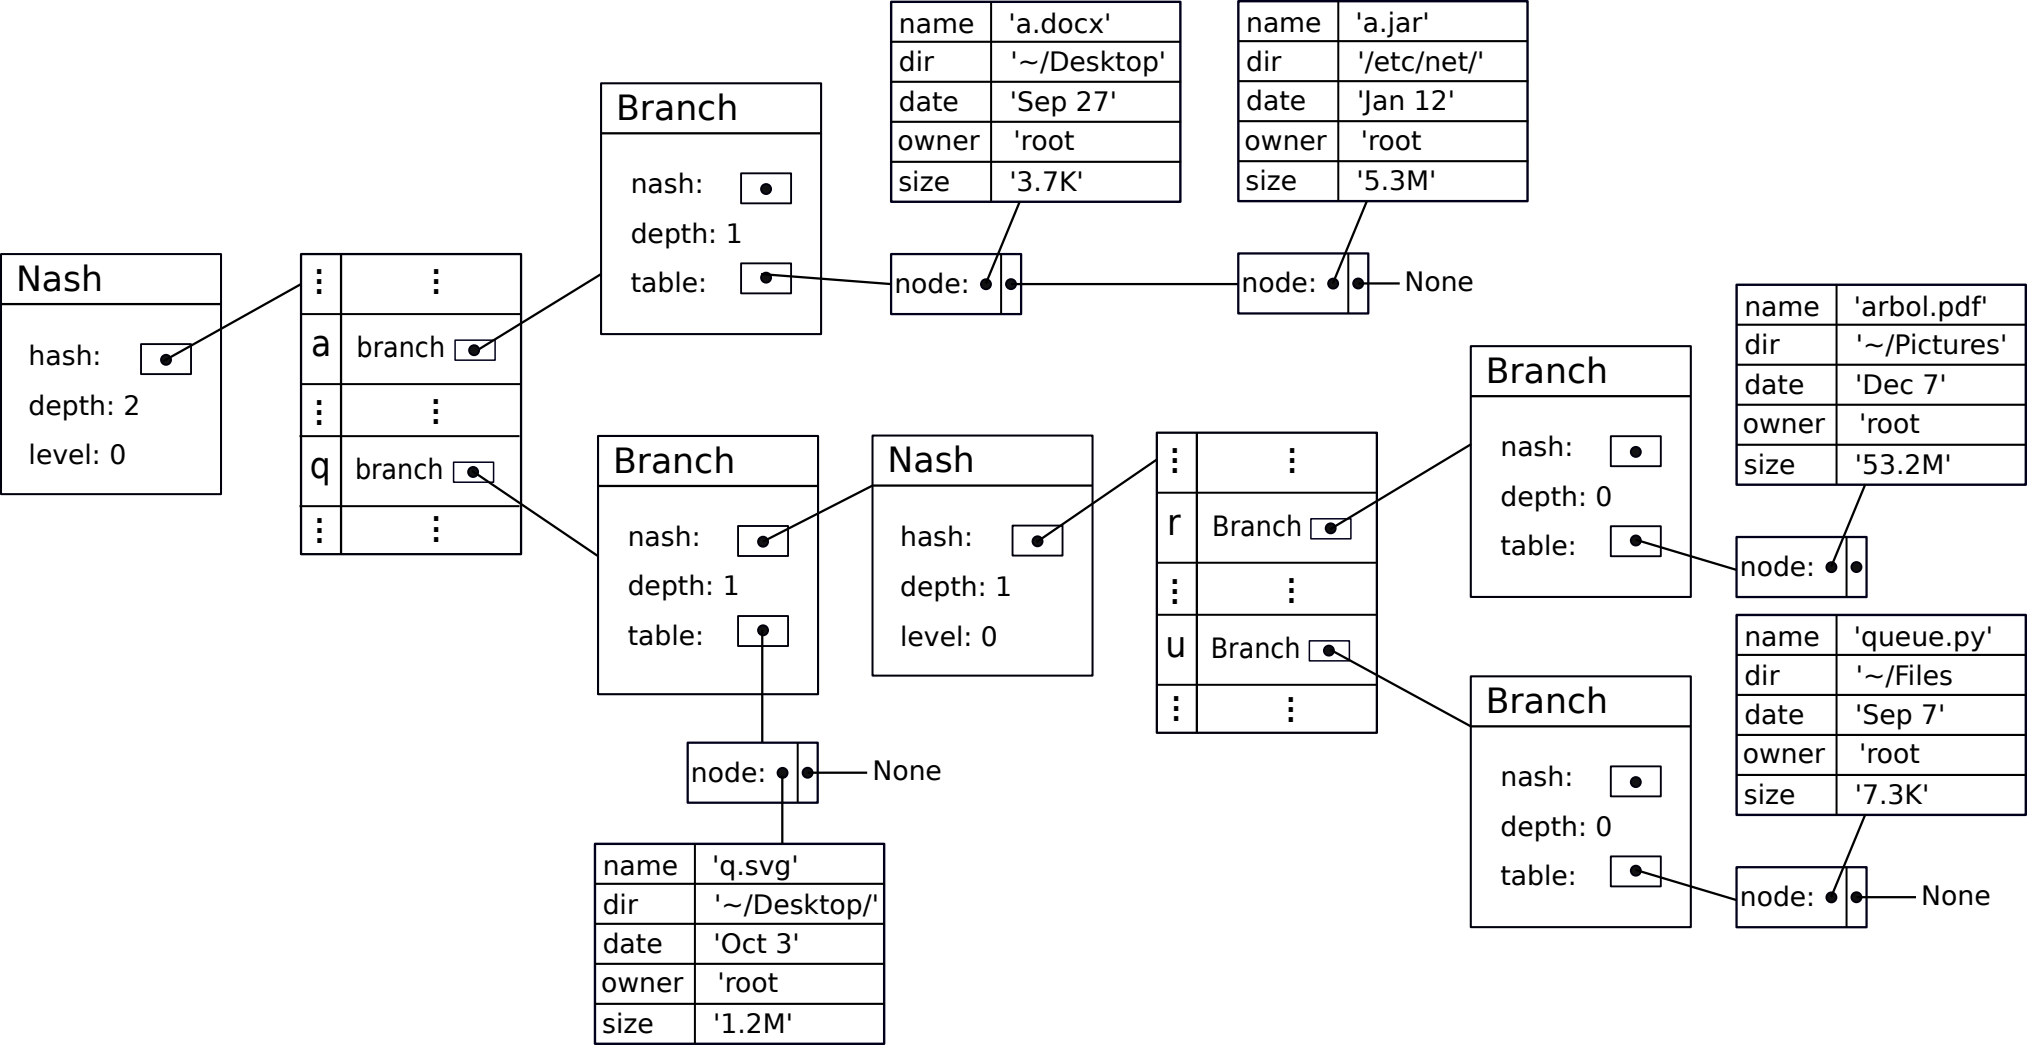 Nash
hash:
depth: 2
level: 0
⋮ ⋮
a branch
⋮ ⋮
q branch
⋮ ⋮
Branch
nash:
depth: 1
table:
name 'a.docx'
dir '~/Desktop'
date 'Sep 27'
owner 'root
size '3.7K'
node:
name 'a.jar'
dir '/etc/net/'
date 'Jan 12'
owner 'root
size '5.3M'
node:
None
Branch
nash:
depth: 1
table:
node:
None
name 'q.svg'
dir '~/Desktop/'
date 'Oct 3'
owner 'root
size '1.2M'
Nash
hash:
depth: 1
level: 0
⋮ ⋮
r Branch
⋮ ⋮
u Branch
⋮ ⋮
Branch
nash:
depth: 0
table:
name 'arbol.pdf'
dir '~/Pictures'
date 'Dec 7'
owner 'root
size '53.2M'
node:
Branch
nash:
depth: 0
table:
name 'queue.py'
dir '~/Files
date 'Sep 7'
owner 'root
size '7.3K'
node:
None